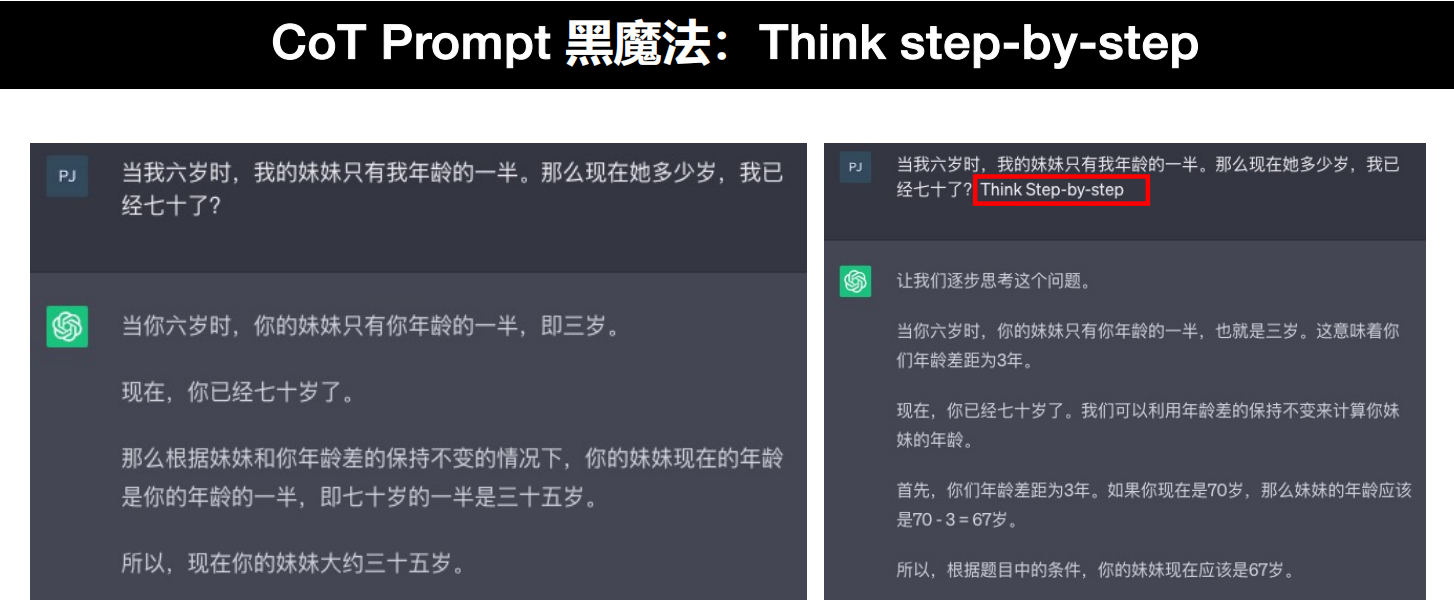 CoT Prompt 黑魔法：Think step-by-step
PJ
当我六岁时，我的妹妹只有我年龄的一半。那么现在她多少岁，我已
经七十了？
当你六岁时，你的妹妹只有你年龄的一半，即三岁。
现在，你已经七十岁了。
那么根据妹妹和你年龄差的保持不变的情况下，你的妹妹现在的年龄
是你的年龄的一半，即七十岁的一半是三十五岁。
所以，现在你的妹妹大约三十五岁。
PJ
当我六岁时，我的妹妹只有我年龄的一半。那么现在她多少岁，我已
经七十了？Think Step-by-step
让我们逐步思考这个问题。
当你六岁时，你的妹妹只有你年龄的一半，也就是三岁。这意味着你
们年龄差距为3年。
现在，你已经七十岁了。我们可以利用年龄差的保持不变来计算你妹
妹的年龄。
首先，你们年龄差距为3年。如果你现在是70岁，那么妹妹的年龄应该
是70 - 3 = 67岁。
所以，根据题目中的条件，你的妹妹现在应该是67岁。